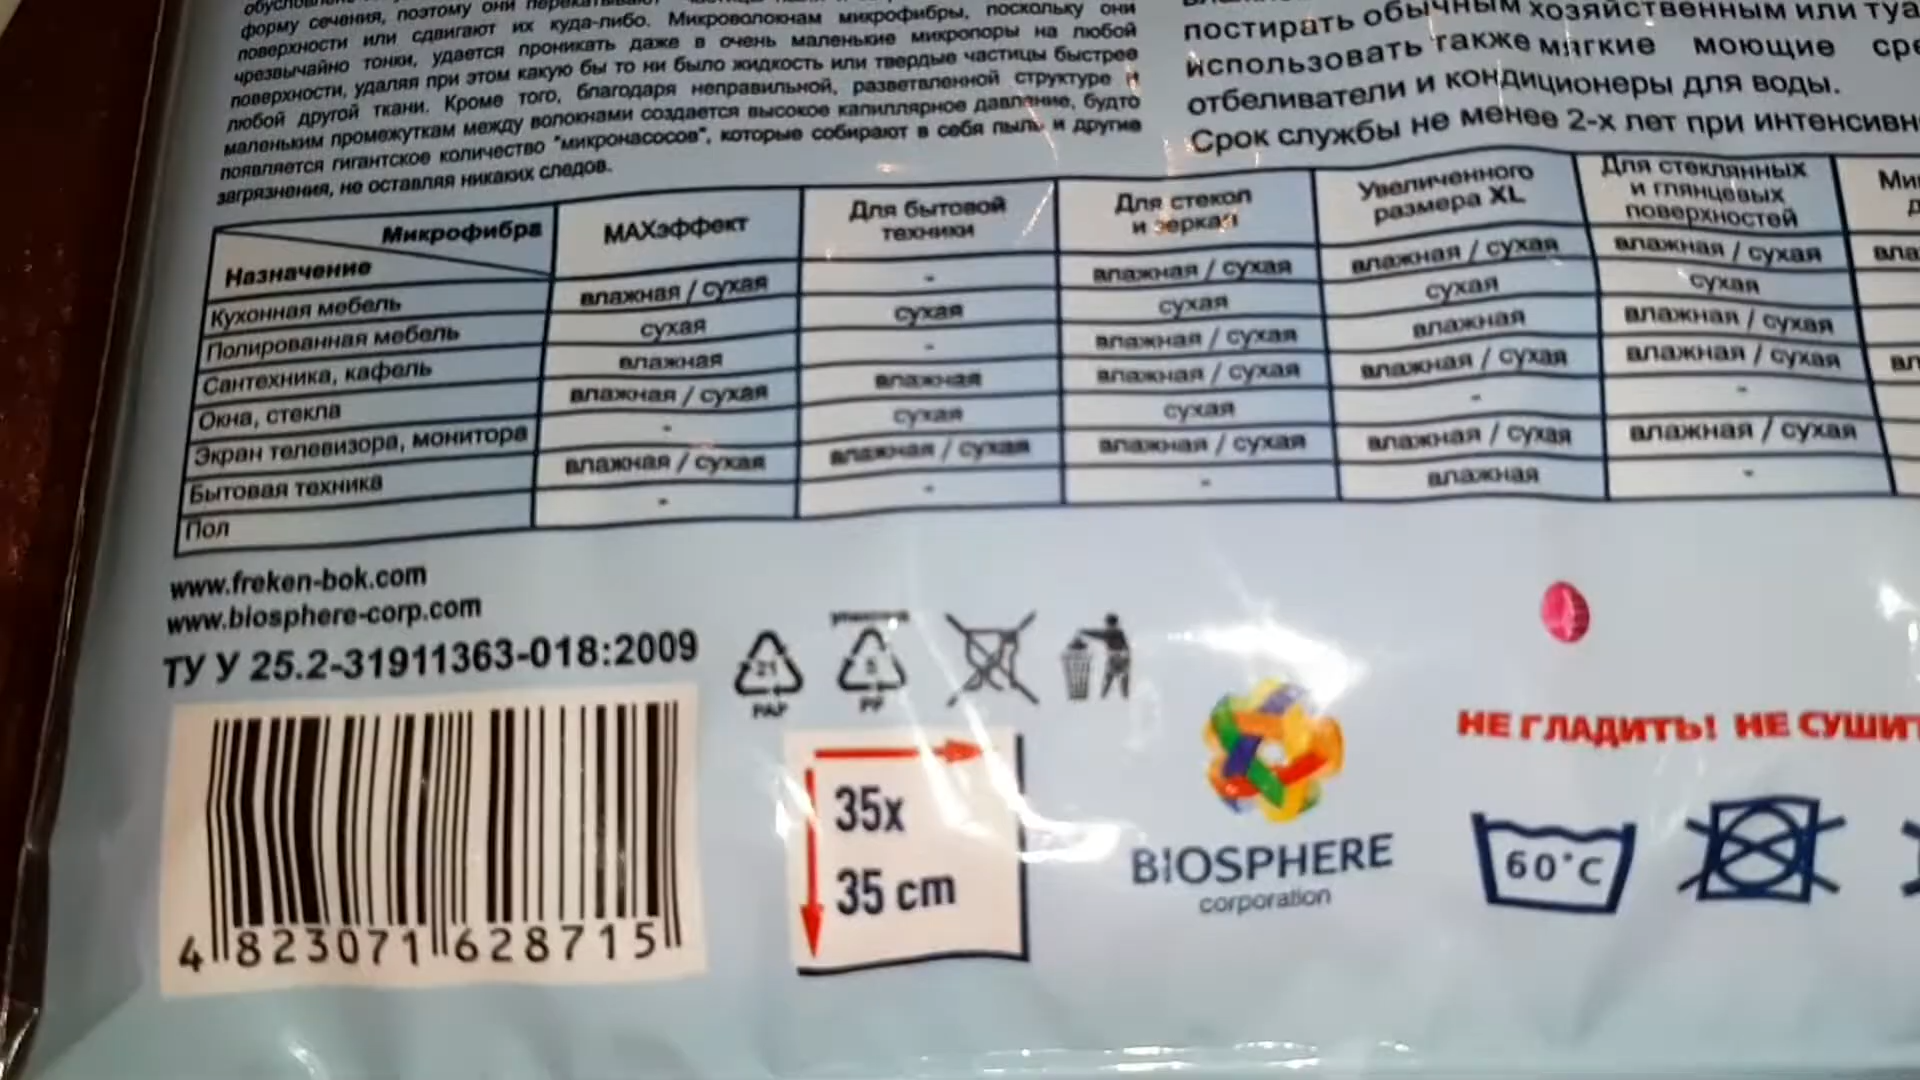 форму сечения, поэтому они
поверхности или сдвигают их куда-либо. Микроволокнам микрофибры, поскольку они
чрезвычайно тонки, удается проникать даже в очень маленькие микропоры на любой
поверхности, удаляя при этом какую бы то ни было жидкость или твердые частицы быстрее
любой другой ткани. Кроме того, благодаря неправильной, разветвленной структуре и
маленьким промежуткам между волокнами создается высокое капиллярное давление, будто
появляется гигантское количество "микронасосов", которые собирают в себя пыль и другие
загрязнения, не оставляя никаких следов.
постирать обычным хозяйственным или туа
использовать также мягкие моющие сре
отбеливатели и кондиционеры для воды.
Срок службы не менее 2-х лет при интенсивн
Микрофибра
Назначение
МАХэффект
Для бытовой
техники
Для стекол
и зеркал
Увеличенного
размера XL
Для стеклянных
и глянцевых
поверхностей
Ми
Кухонная мебель влажная / сухая - влажная / сухая влажная / сухая влажная / сухая вла
Полированная мебель сухая сухая сухая сухая сухая
Сантехника, кафель влажная - влажная / сухая влажная влажная / сухая
Окна, стекла влажная / сухая влажная влажная / сухая влажная / сухая влажная / сухая вл
Экран телевизора, монитора - сухая сухая - -
Бытовая техника влажная / сухая влажная / сухая влажная / сухая влажная / сухая влажная / сухая
Пол - - - влажная -
www.freken-bok.com
www.biosphere-corp.com
ТУ У 25.2-31911363-018:2009
21
PAP
5
PP
4 823071 628715
35x
35 cm
BIOSPHERE
corporation
НЕ ГЛАДИТЬ! НЕ СУШИТ
60°C